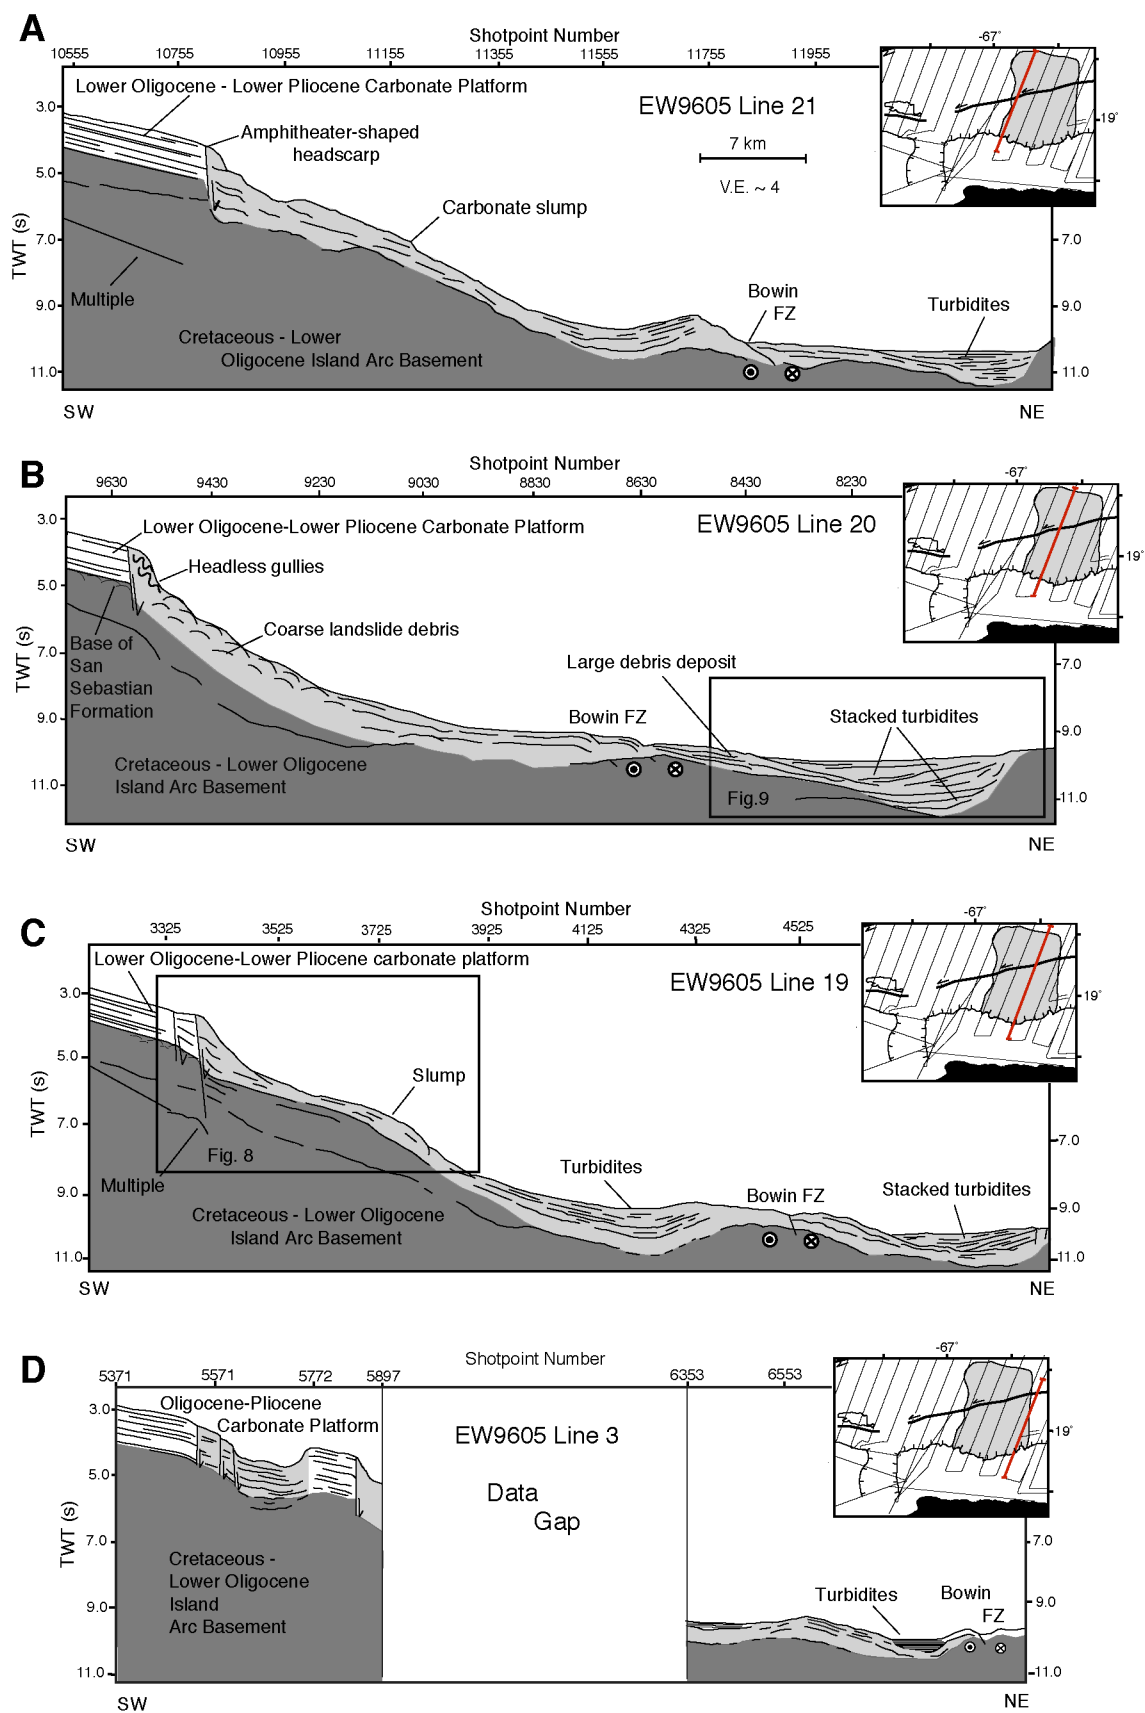 A
Shotpoint Number
10555 10755 10955 11155 11355 11555 11755 11955
Lower Oligocene - Lower Pliocene Carbonate Platform
EW9605 Line 21
-67°
19°
3.0
Amphitheater-shaped
headscarp
7 km
V.E. ~ 4
5.0
Carbonate slump
TWT (s)
7.0
7.0
Multiple
9.0
Bowin
FZ
Turbidites
9.0
Cretaceous - Lower
Oligocene Island Arc Basement
11.0
11.0
SW
NE
B
Shotpoint Number
9630 9430 9230 9030 8830 8630 8430 8230
-67°
19°
3.0
Lower Oligocene-Lower Pliocene Carbonate Platform
EW9605 Line 20
Headless gullies
5.0
Coarse landslide debris
Base of
San
Sebastian
Formation
TWT (s)
7.0
7.0
Large debris deposit
9.0
Bowin FZ
Stacked turbidites
9.0
Cretaceous - Lower Oligocene
Island Arc Basement
11.0
Fig.9
11.0
SW
NE
C
Shotpoint Number
3325 3525 3725 3925 4125 4325 4525
-67°
19°
Lower Oligocene-Lower Pliocene carbonate platform
EW9605 Line 19
3.0
5.0
Slump
TWT (s)
7.0
7.0
Fig. 8
Multiple
9.0
Turbidites
Bowin FZ
Stacked turbidites
9.0
Cretaceous - Lower Oligocene
Island Arc Basement
11.0
11.0
SW
NE
D
Shotpoint Number
5371 5571 5772 5897 6353 6553
-67°
19°
3.0
Oligocene-Pliocene
Carbonate Platform
EW9605 Line 3
5.0
Data
Gap
TWT (s)
7.0
7.0
Cretaceous -
Lower Oligocene
Island
Arc Basement
9.0
Turbidites
Bowin
FZ
9.0
11.0
11.0
SW
NE